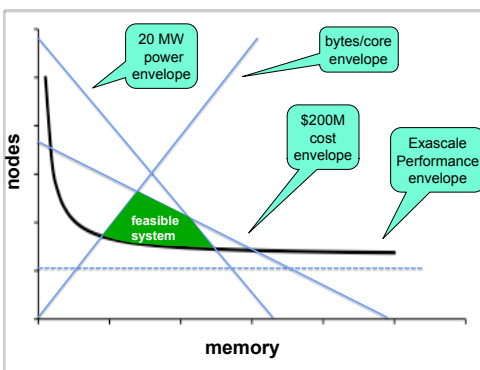 20 MW
power
envelope
bytes/core
envelope
$200M
cost
envelope
Exascale
Performance
envelope
nodes
feasible
system
memory